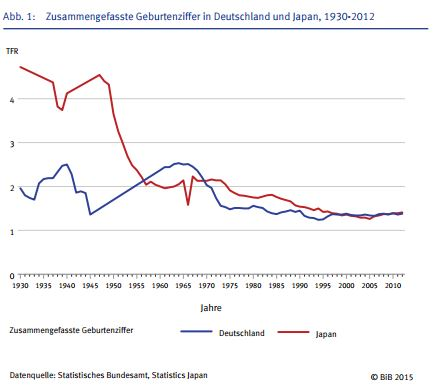 Abb. 1: Zusammengefasste Geburtenziffer in Deutschland und Japan, 1930-2012
TFR
4
3
2
1
0
1930 1935 1940 1945 1950 1955 1960 1965 1970 1975 1980 1985 1990 1995 2000 2005 2010
Jahre
Zusammengefasste Geburtenziffer Deutschland Japan
Datenquelle: Statistisches Bundesamt, Statistics Japan © BiB 2015